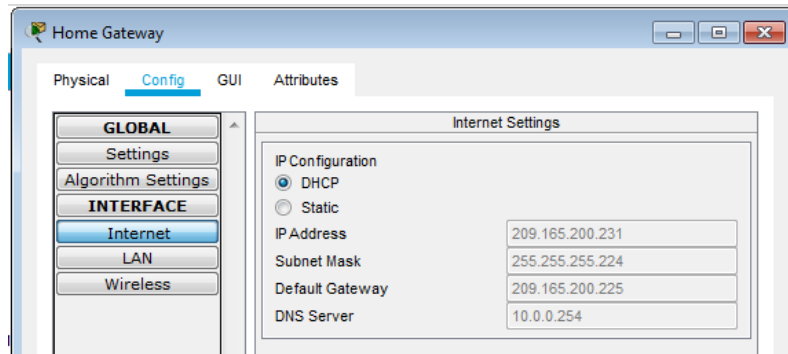 Home Gateway
Physical Config GUI Attributes
GLOBAL
Settings
Algorithm Settings
INTERFACE
Internet
LAN
Wireless
Internet Settings
IP Configuration
DHCP
Static
IP Address 209.165.200.231
Subnet Mask 255.255.255.224
Default Gateway 209.165.200.225
DNS Server 10.0.0.254